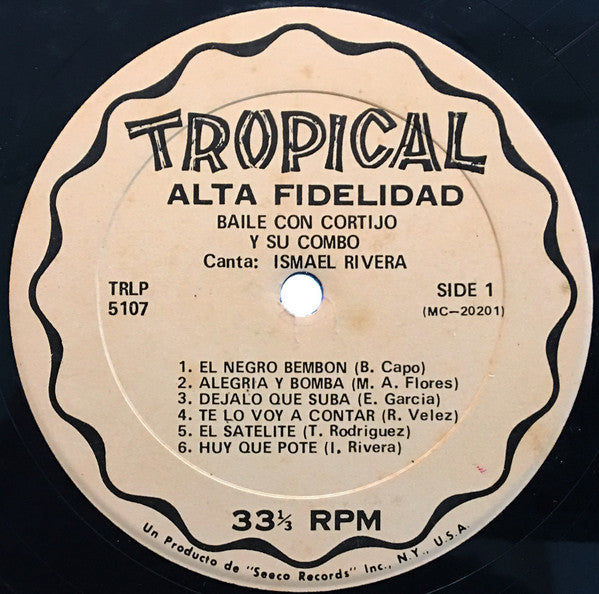 TROPICAL
ALTA FIDELIDAD
BAILE CON CORTIJO
Y SU COMBO
Canta: ISMAEL RIVERA
TRLP
5107
SIDE 1
(MC-20201)
1. EL NEGRO BEMBON (B. Capo)
2. ALEGRIA Y BOMBA (M. A. Flores)
3. DEJALO QUE SUBA (E. Garcia)
4. TE LO VOY A CONTAR (R. Velez)
5. EL SATELITE (T. Rodriguez)
6. HUY QUE POTE (I. Rivera)
33⅓ RPM
Un Producto de "Seeco Records" Inc., N.Y., U.S.A.